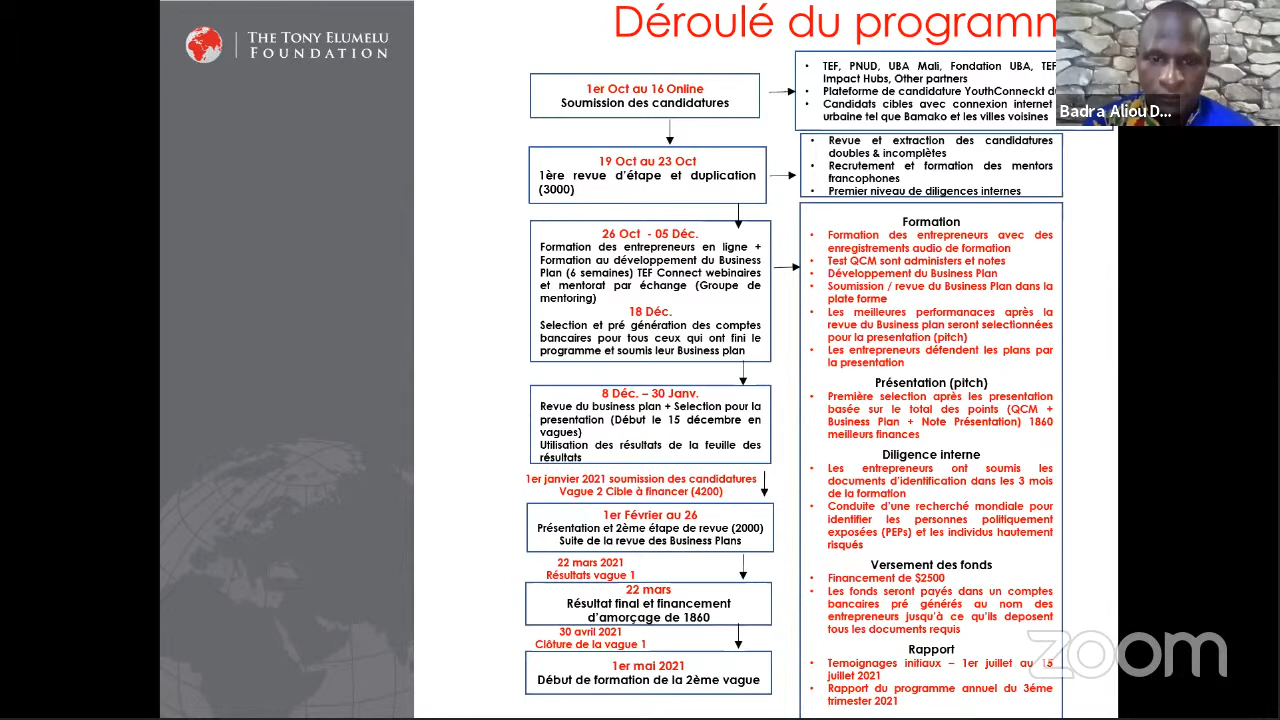 THE TONY ELUMELU
FOUNDATION
Déroulé du programm
Badra Aliou D...
1er Oct au 16 Online
Soumission des candidatures
• TEF, PNUD, UBA Mali, Fondation UBA, TEF
Impact Hubs, Other partners
• Plateforme de candidature YouthConneckt d
• Candidats cibles avec connexion internet
urbaine tel que Bamako et les villes voisines
19 Oct au 23 Oct
1ère revue d'étape et duplication
(3000)
• Revue et extraction des candidatures
doubles & incomplètes
• Recrutement et formation des mentors
francophones
• Premier niveau de diligences internes
26 Oct - 05 Déc.
Formation des entrepreneurs en ligne +
Formation au développement du Business
Plan (6 semaines) TEF Connect webinaires
et mentorat par échange (Groupe de
mentoring)
18 Déc.
Selection et pré génération des comptes
bancaires pour tous ceux qui ont fini le
programme et soumis leur Business plan
8 Déc. – 30 Janv.
Revue du business plan + Selection pour la
presentation (Début le 15 décembre en
vagues)
Utilisation des résultats de la feuille des
résultats
1er janvier 2021 soumission des candidatures
Vague 2 Cible à financer (4200)
1er Février au 26
Présentation et 2ème étape de revue (2000)
Suite de la revue des Business Plans
22 mars 2021
Résultats vague 1
22 mars
Résultat final et financement
d'amorçage de 1860
30 avril 2021
Clôture de la vague 1
1er mai 2021
Début de formation de la 2ème vague
Formation
• Formation des entrepreneurs avec des
enregistrements audio de formation
• Test QCM sont administers et notes
• Développement du Business Plan
• Soumission / revue du Business Plan dans la
plate forme
• Les meilleures performanaces après la
revue du Business plan seront selectionnées
pour la presentation (pitch)
• Les entrepreneurs défendent les plans par
la presentation
Présentation (pitch)
• Première selection après les presentation
basée sur le total des points (QCM +
Business Plan + Note Présentation) 1860
meilleurs finances
Diligence interne
• Les entrepreneurs ont soumis les
documents d'identification dans les 3 mois
de la formation
• Conduite d'une recherché mondiale pour
identifier les personnes politiquement
exposées (PEPs) et les individus hautement
risqués
Versement des fonds
• Financement de $2500
• Les fonds seront payés dans un comptes
bancaires pré générés au nom des
entrepreneurs jusqu'à ce qu'ils deposent
tous les documents requis
Rapport
• Temoignages initiaux – 1er juillet au 15
juillet 2021
• Rapport du programme annuel du 3éme
trimester 2021
zoom